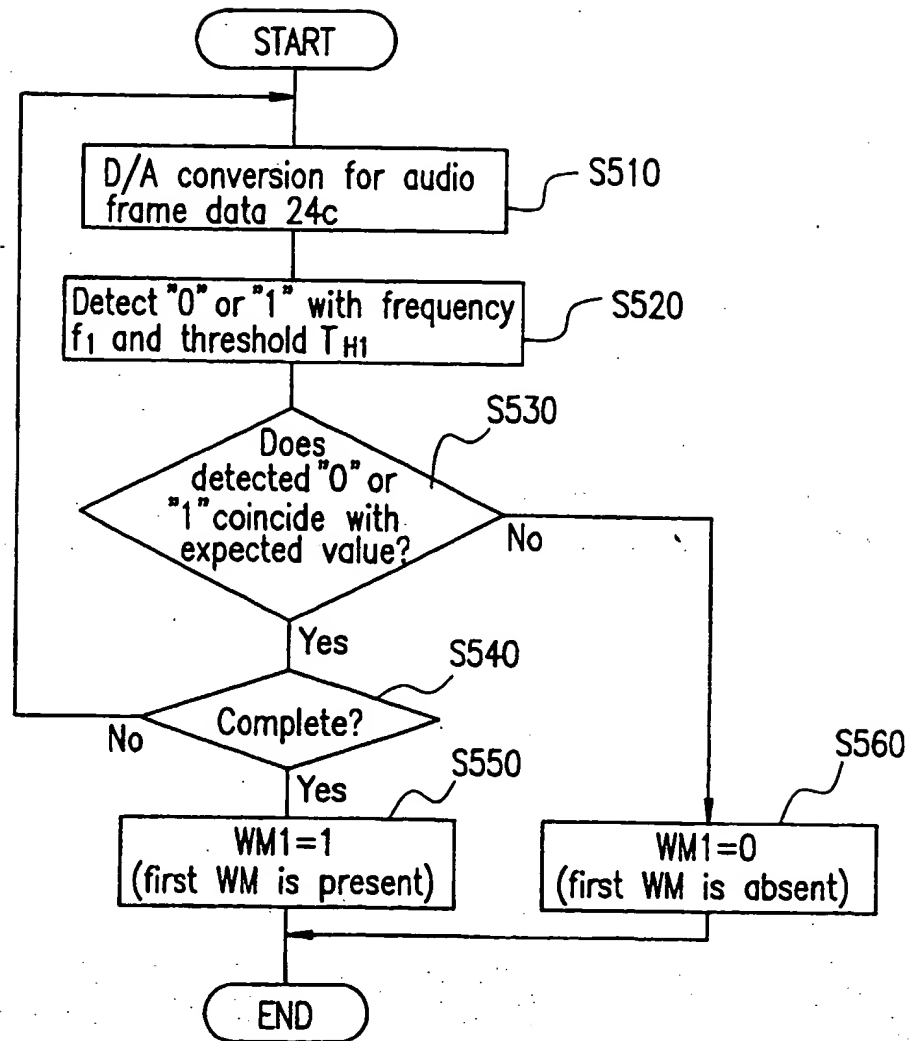 START
D/A conversion for audio
frame data 24c
S510
Detect "0" or "1" with frequency
f1 and threshold TH1
S520
S530
Does
detected "0" or
"1" coincide with
expected value?
No
Yes
S540
Complete?
No
Yes
S550
WM1=1
(first WM is present)
S560
WM1=0
(first WM is absent)
END